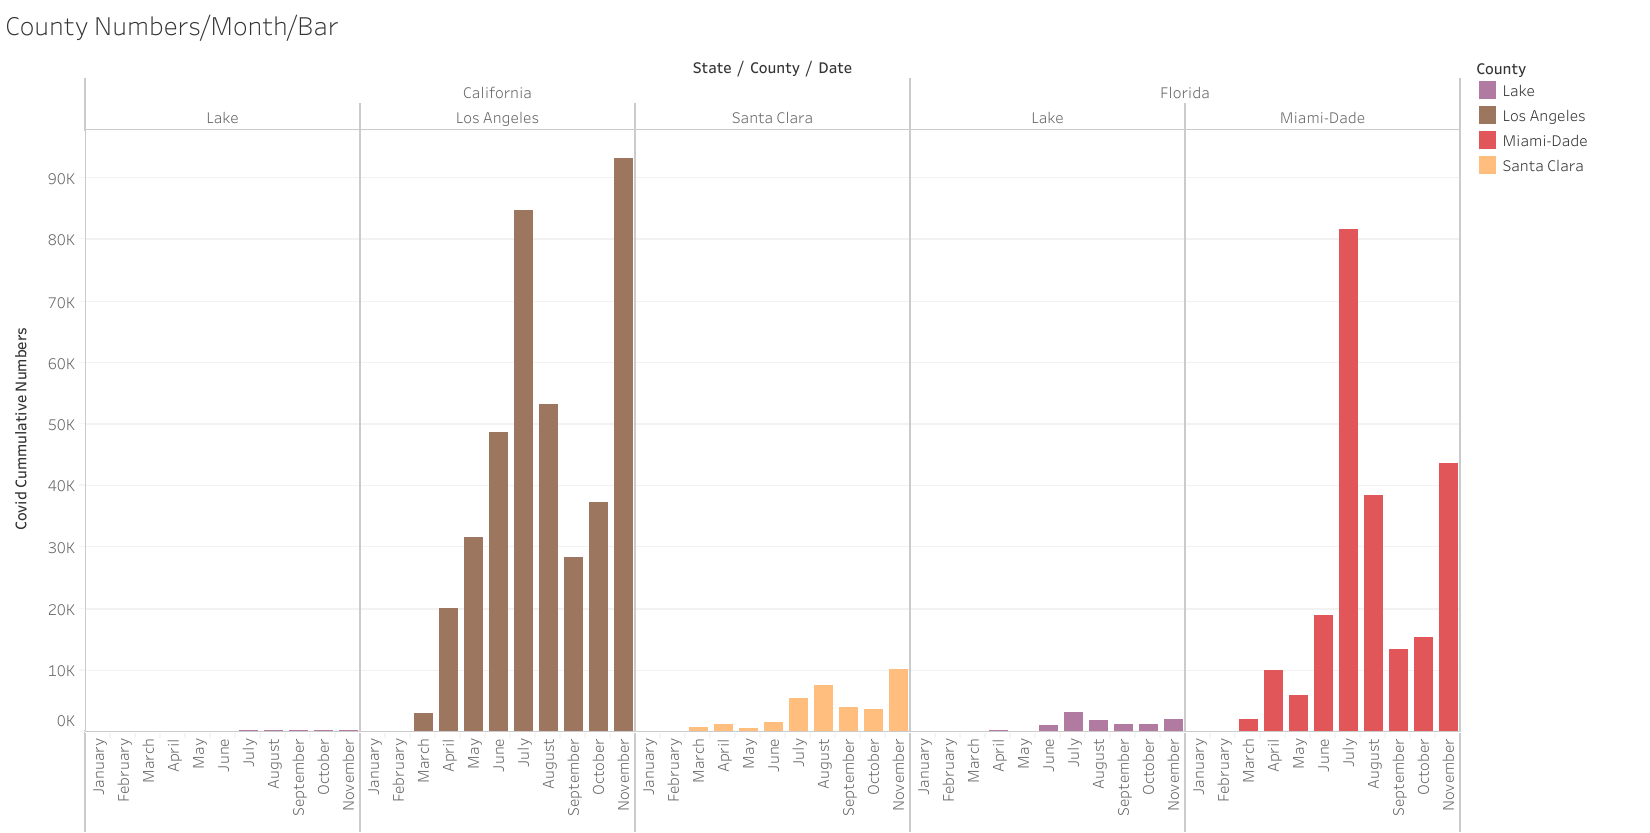 County Numbers/Month/Bar
State / County / Date
California
Florida
Lake
Los Angeles
Santa Clara
Lake
Miami-Dade
County
Lake
Los Angeles
Miami-Dade
Santa Clara
Covid Cummulative Numbers
90K
80K
70K
60K
50K
40K
30K
20K
10K
0K
January
February
March
April
May
June
July
August
September
October
November
January
February
March
April
May
June
July
August
September
October
November
January
February
March
April
May
June
July
August
September
October
November
January
February
March
April
May
June
July
August
September
October
November
January
February
March
April
May
June
July
August
September
October
November